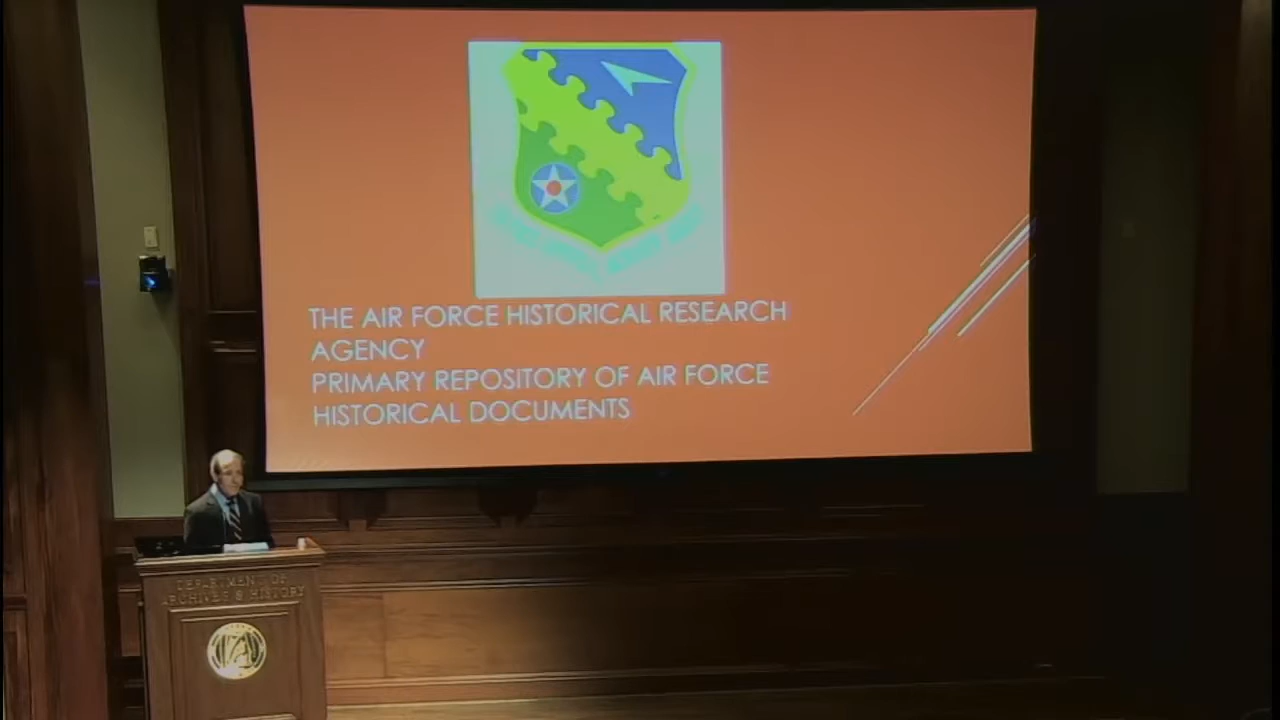 THE AIR FORCE HISTORICAL RESEARCH
AGENCY
PRIMARY REPOSITORY OF AIR FORCE
HISTORICAL DOCUMENTS
DEPARTMENT OF
ARCHIVES & HISTORY